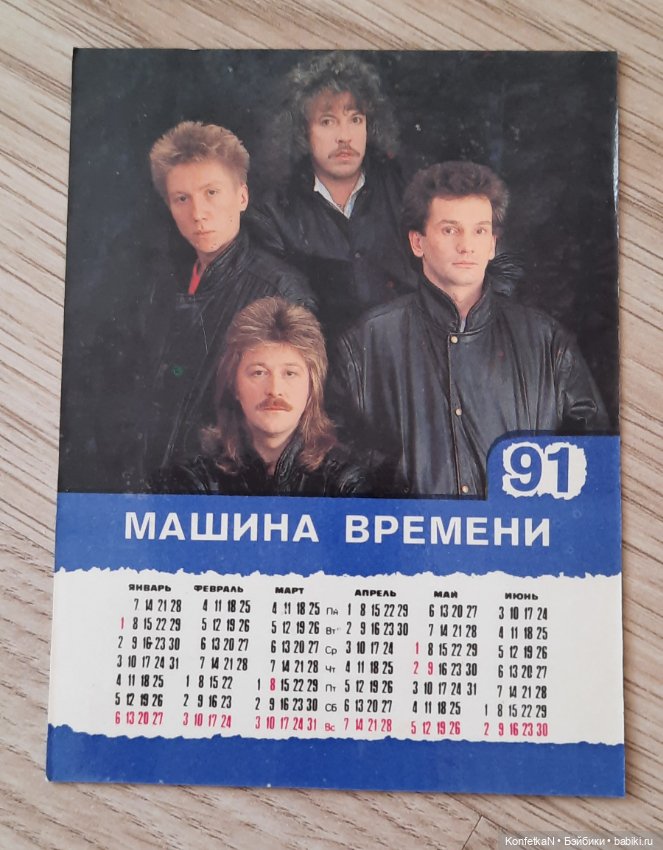 91
МАШИНА ВРЕМЕНИ
ЯНВАРЬ ФЕВРАЛЬ МАРТ АПРЕЛЬ МАЙ ИЮНЬ
7 14 21 28 4 11 18 25 4 11 18 25 Пн 1 8 15 22 29 6 13 20 27 3 10 17 24
1 8 15 22 29 5 12 19 26 5 12 19 26 Вт 2 9 16 23 30 7 14 21 28 4 11 18 25
2 9 16 23 30 6 13 20 27 6 13 20 27 Ср 3 10 17 24 1 8 15 22 29 5 12 19 26
3 10 17 24 31 7 14 21 28 7 14 21 28 Чт 4 11 18 25 2 9 16 23 30 6 13 20 27
4 11 18 25 1 8 15 22 1 8 15 22 29 Пт 5 12 19 26 3 10 17 24 31 7 14 21 28
5 12 19 26 2 9 16 23 2 9 16 23 30 Сб 6 13 20 27 4 11 18 25 1 8 15 22 29
6 13 20 27 3 10 17 24 3 10 17 24 31 Вс 7 14 21 28 5 12 19 26 2 9 16 23 30
KonfetkaN • Бэйбики • babiki.ru